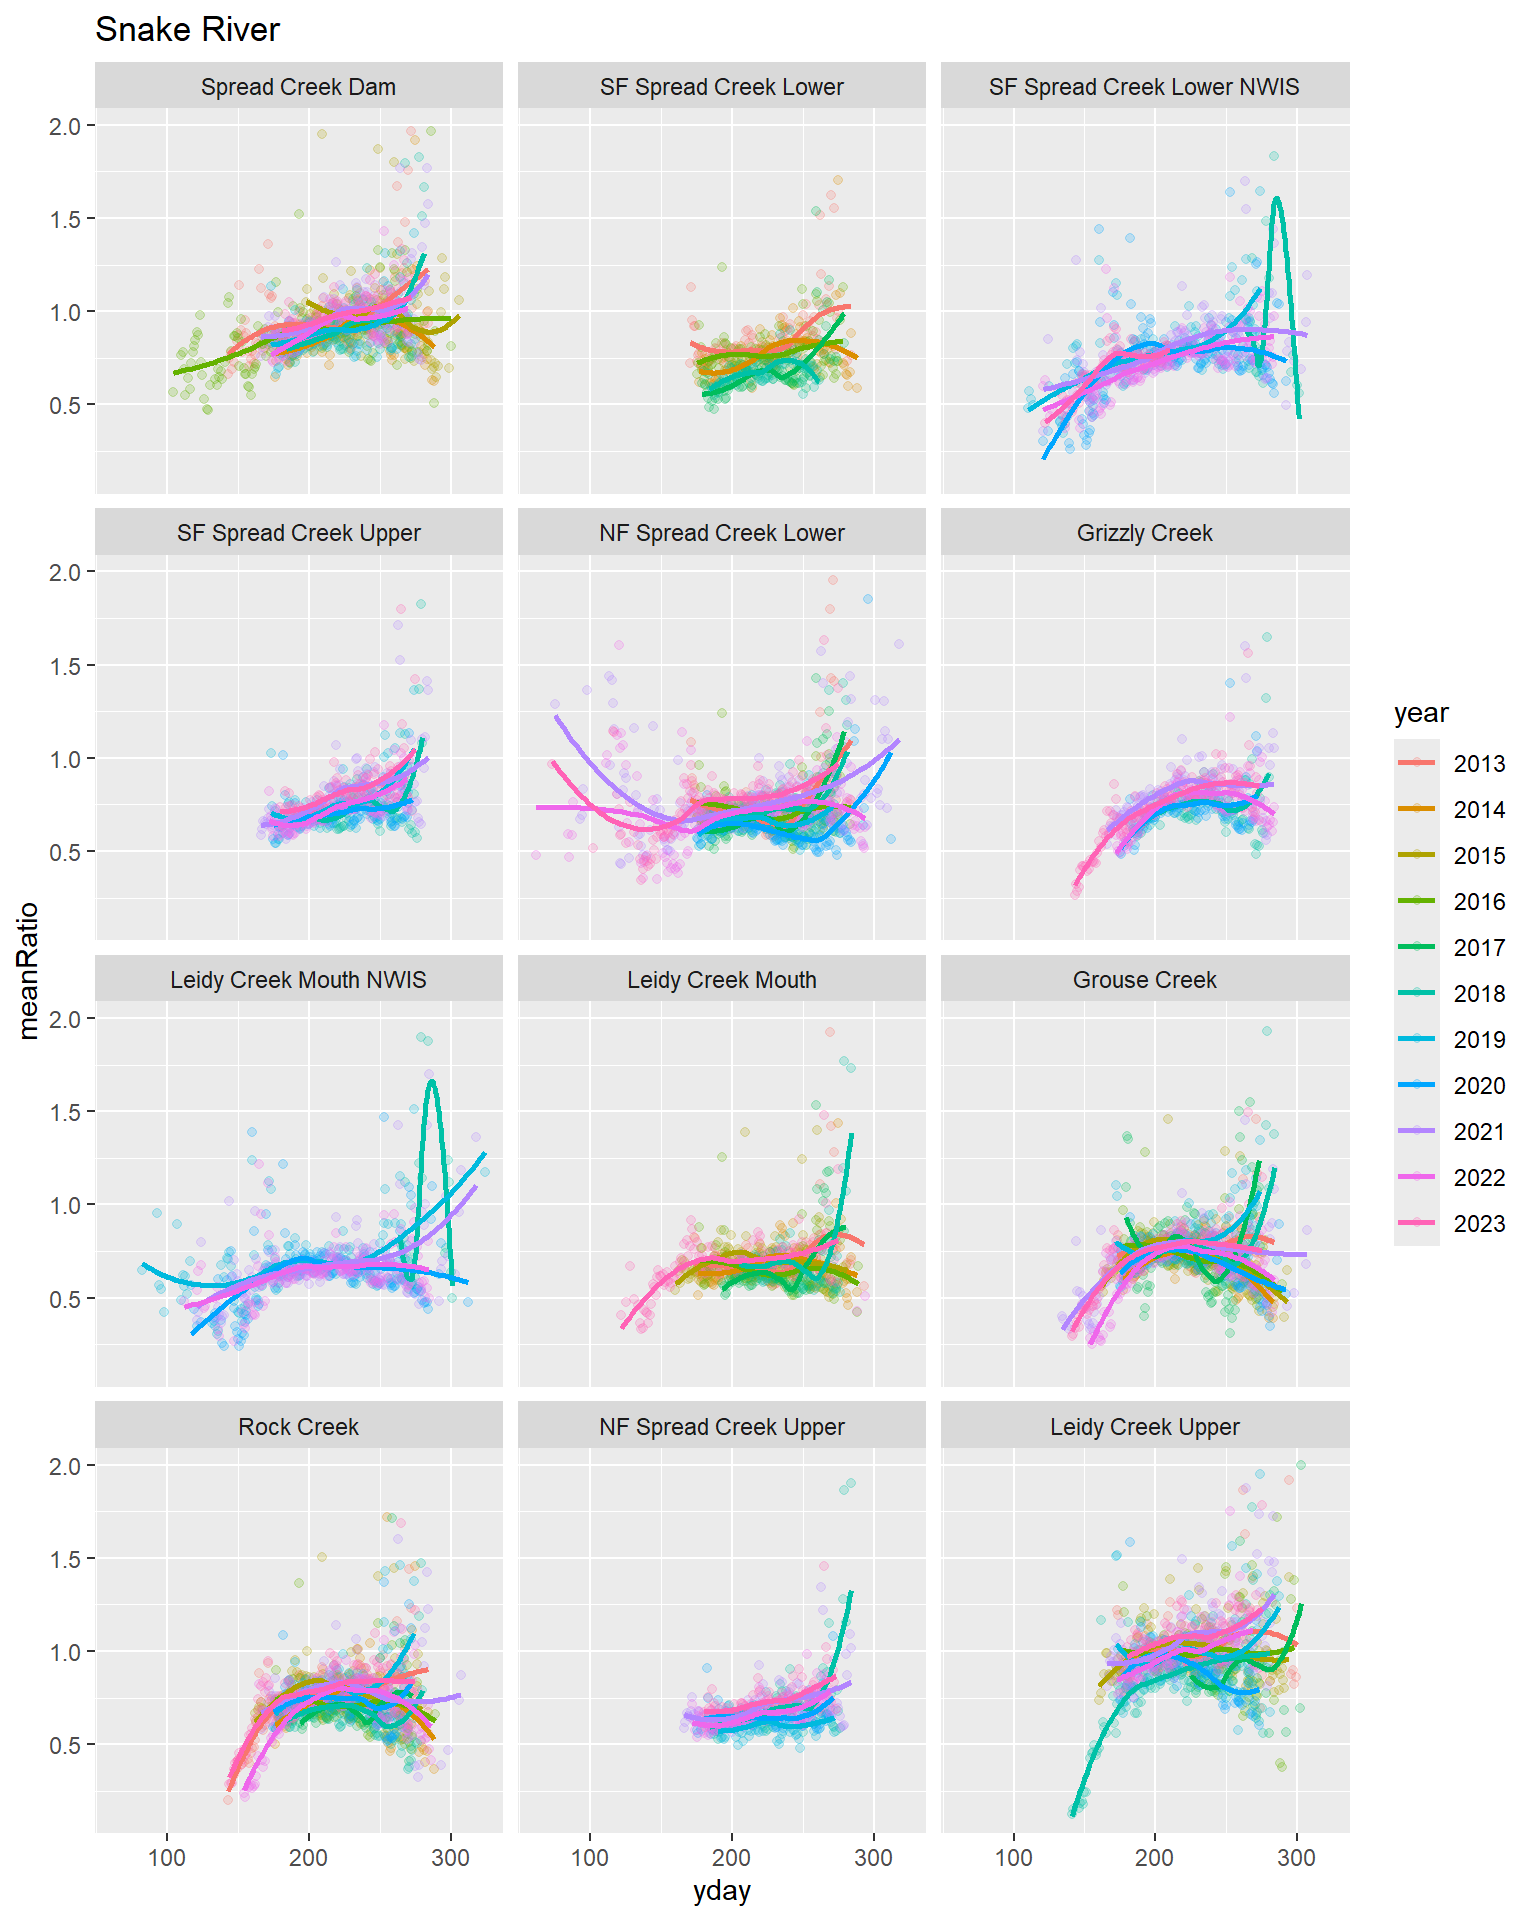 Snake River
Spread Creek Dam
SF Spread Creek Lower
SF Spread Creek Lower NWIS
2.0
1.5
1.0
0.5
SF Spread Creek Upper
NF Spread Creek Lower
Grizzly Creek
2.0
1.5
1.0
0.5
Leidy Creek Mouth NWIS
Leidy Creek Mouth
Grouse Creek
2.0
1.5
1.0
0.5
Rock Creek
NF Spread Creek Upper
Leidy Creek Upper
2.0
1.5
1.0
0.5
100 200 300
100 200 300
100 200 300
yday
meanRatio
year
2013
2014
2015
2016
2017
2018
2019
2020
2021
2022
2023